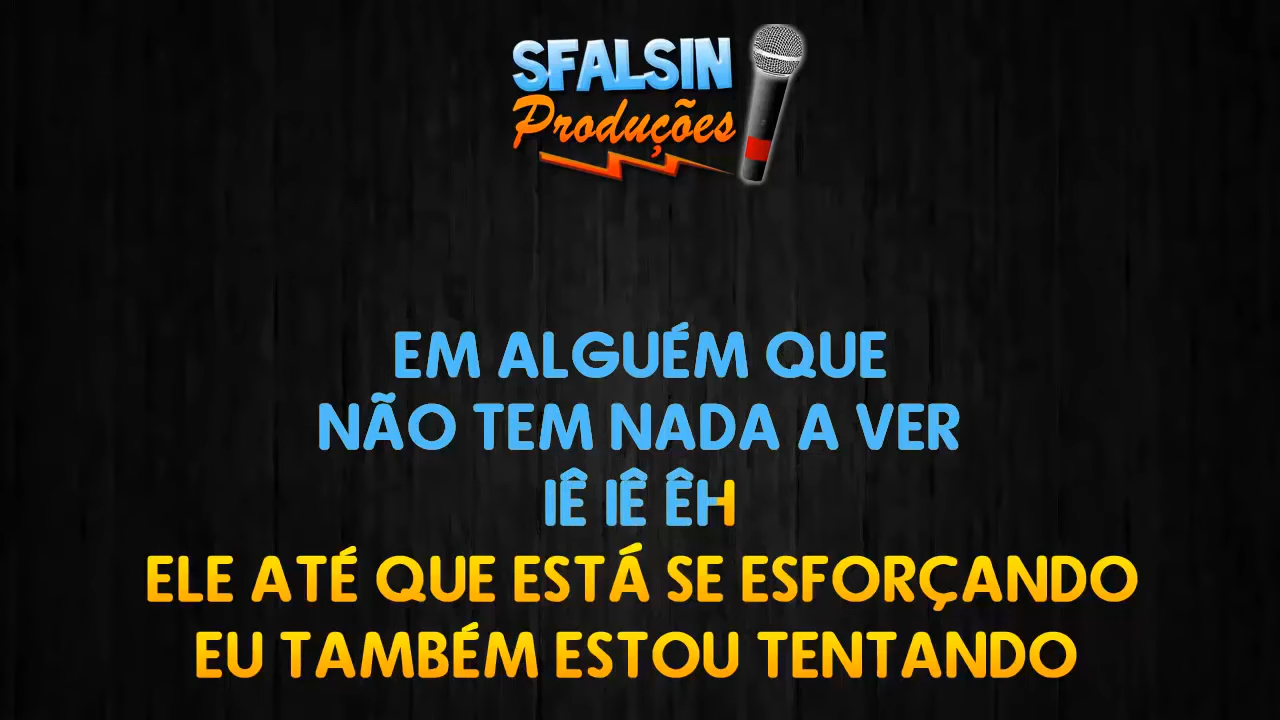 SFALSIN
Produções
EM ALGUÉM QUE
NÃO TEM NADA A VER
IÊ IÊ ÊH
ELE ATÉ QUE ESTÁ SE ESFORÇANDO
EU TAMBÉM ESTOU TENTANDO